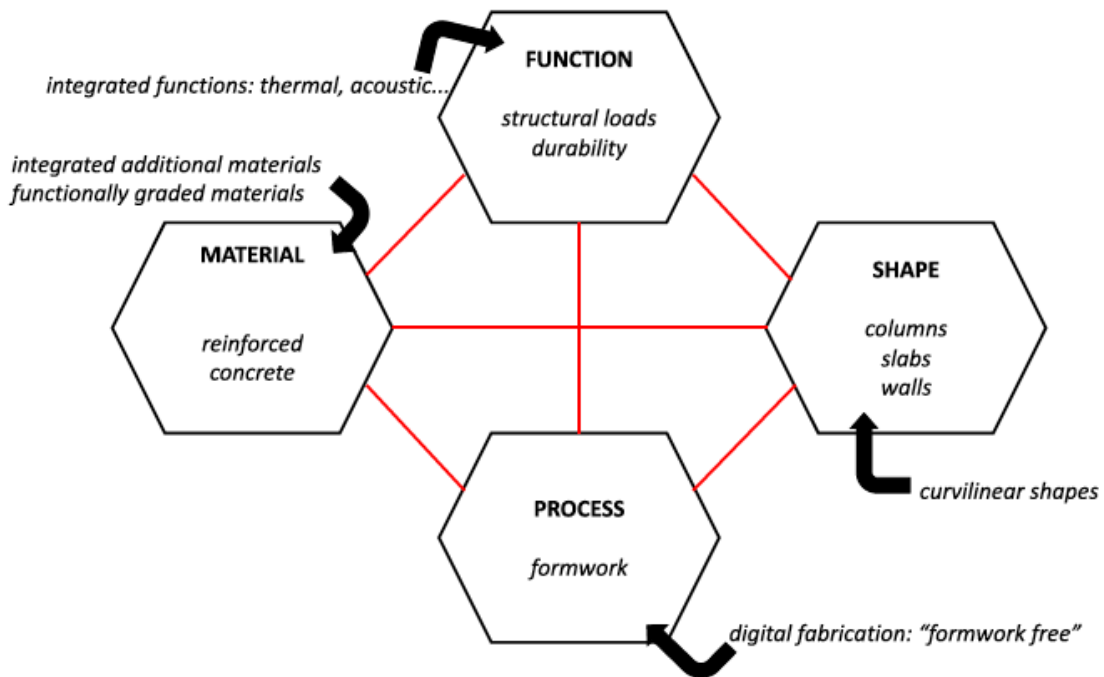 FUNCTION
integrated functions: thermal, acoustic...
structural loads
durability
integrated additional materials
functionally graded materials
MATERIAL
reinforced
concrete
SHAPE
columns
slabs
walls
curvilinear shapes
PROCESS
formwork
digital fabrication: “formwork free”